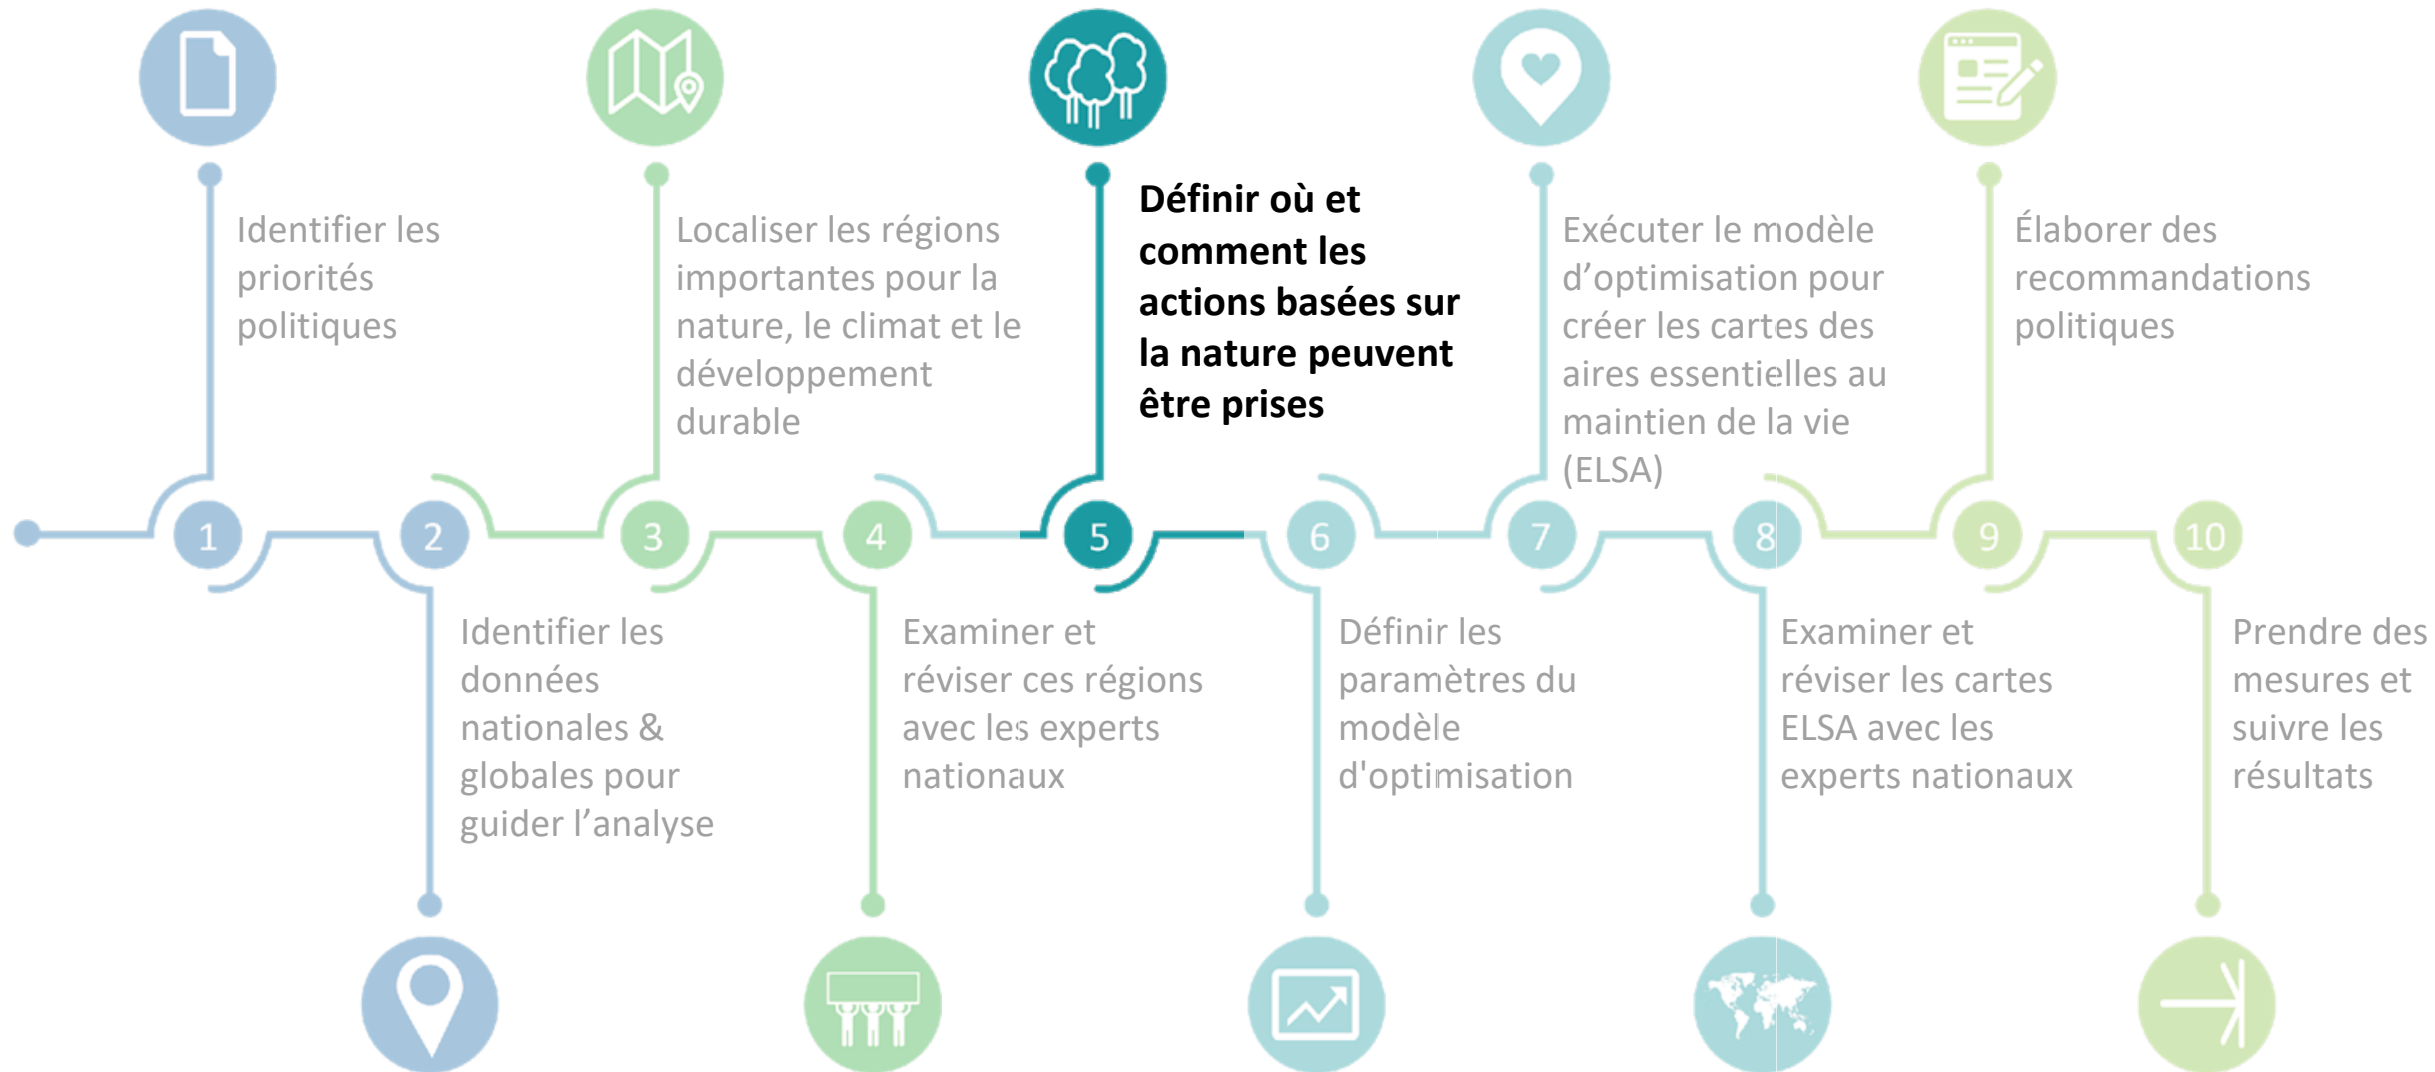 1
Identifier les
priorités
politiques
2
Identifier les
données
nationales &
globales pour
guider l’analyse
3
Localiser les régions
importantes pour la
nature, le climat et le
développement
durable
4
Examiner et
réviser ces régions
avec les experts
nationaux
5
Définir où et
comment les
actions basées sur
la nature peuvent
être prises
6
Définir les
paramètres du
modèle
d'optimisation
7
Exécuter le modèle
d’optimisation pour
créer les cartes des
aires essentielles au
maintien de la vie
(ELSA)
8
Examiner et
réviser les cartes
ELSA avec les
experts nationaux
9
Élaborer des
recommandations
politiques
10
Prendre des
mesures et
suivre les
résultats